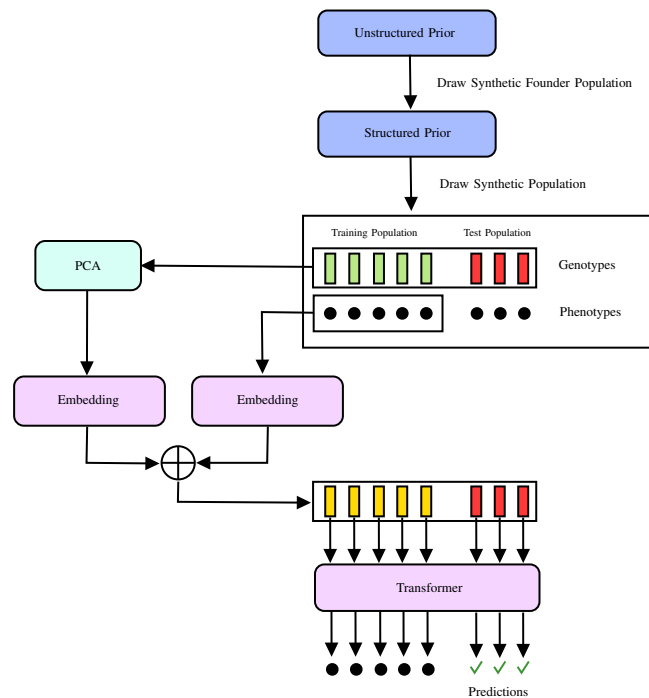 Unstructured Prior
Draw Synthetic Founder Population
Structured Prior
Draw Synthetic Population
Training Population
Test Population
PCA
Genotypes
Phenotypes
Embedding
Embedding
Transformer
Predictions